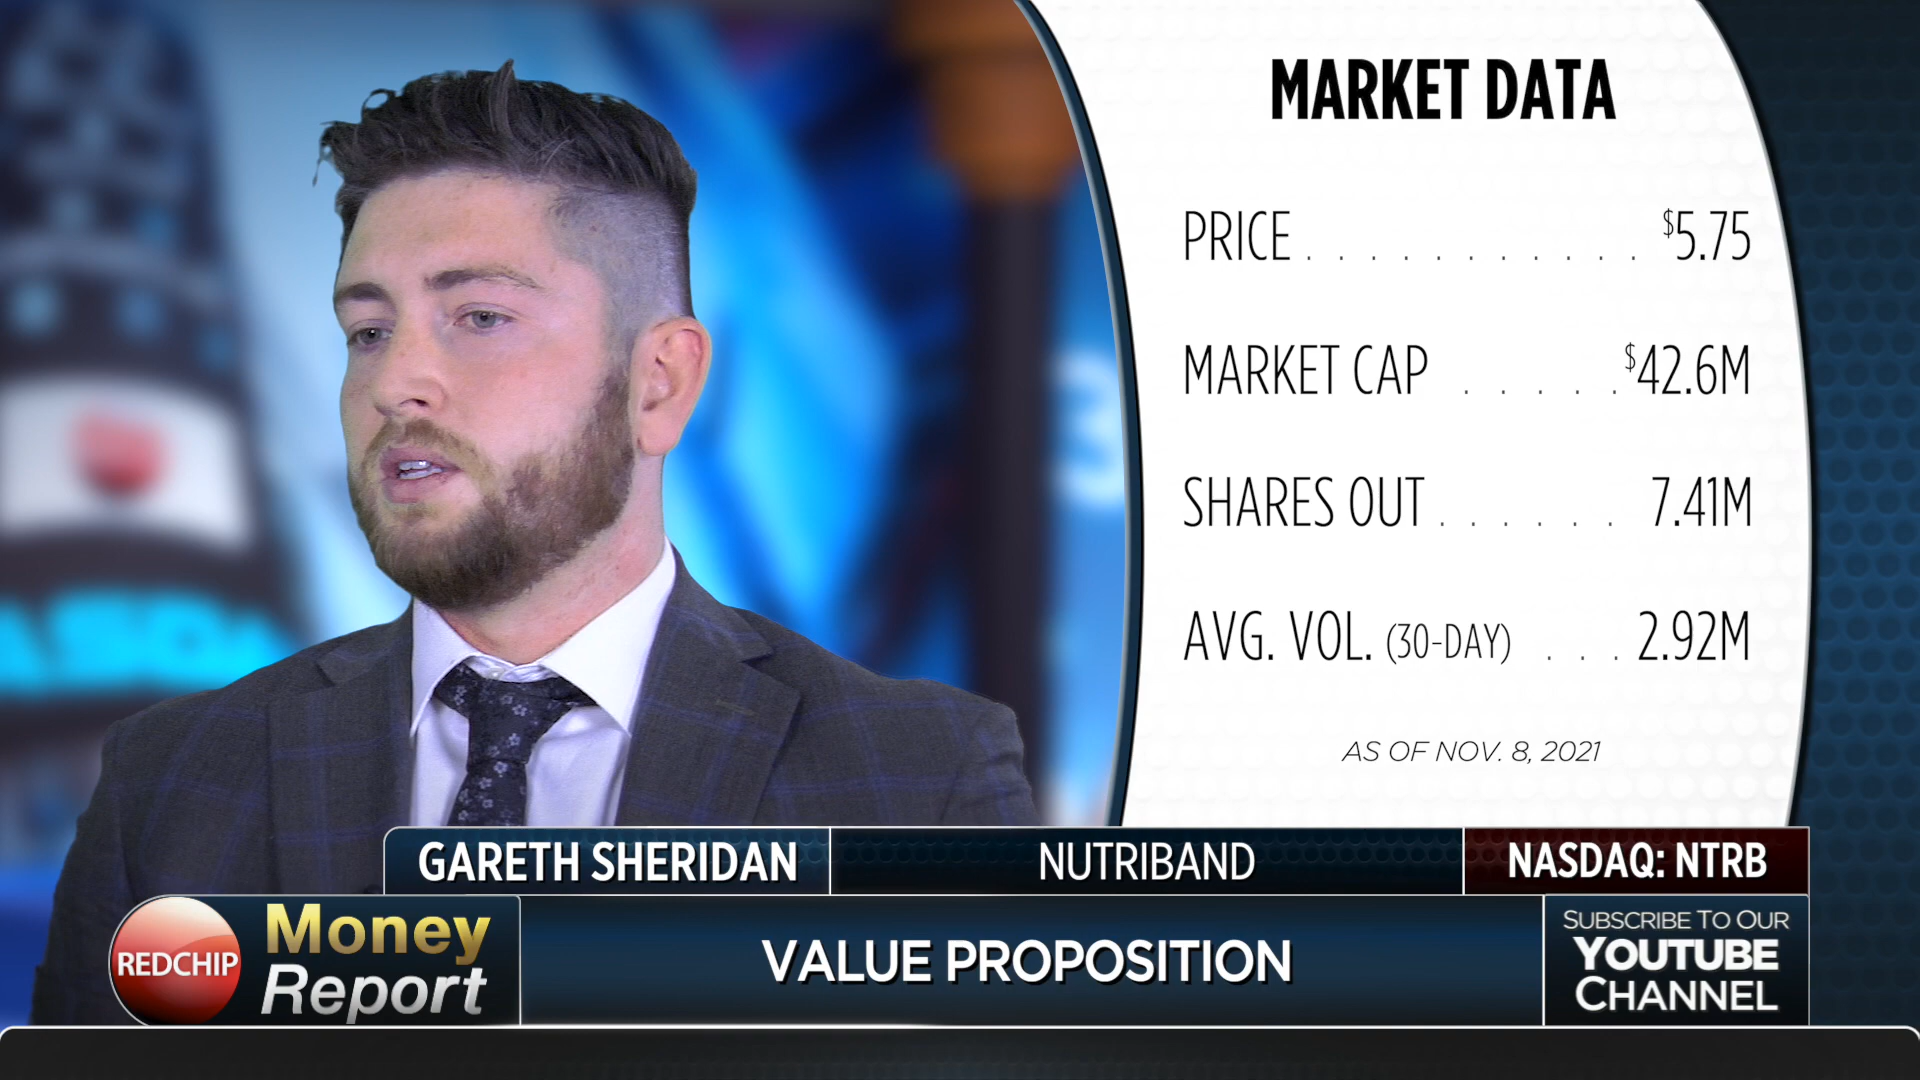 MARKET DATA
PRICE . . . . . . . . . . . $5.75
MARKET CAP . . . . . $42.6M
SHARES OUT . . . . . . 7.41M
AVG. VOL. (30-DAY) . . . 2.92M
AS OF NOV. 8, 2021
GARETH SHERIDAN
NUTRIBAND
NASDAQ: NTRB
REDCHIP
Money
Report
VALUE PROPOSITION
SUBSCRIBE TO OUR
YOUTUBE
CHANNEL